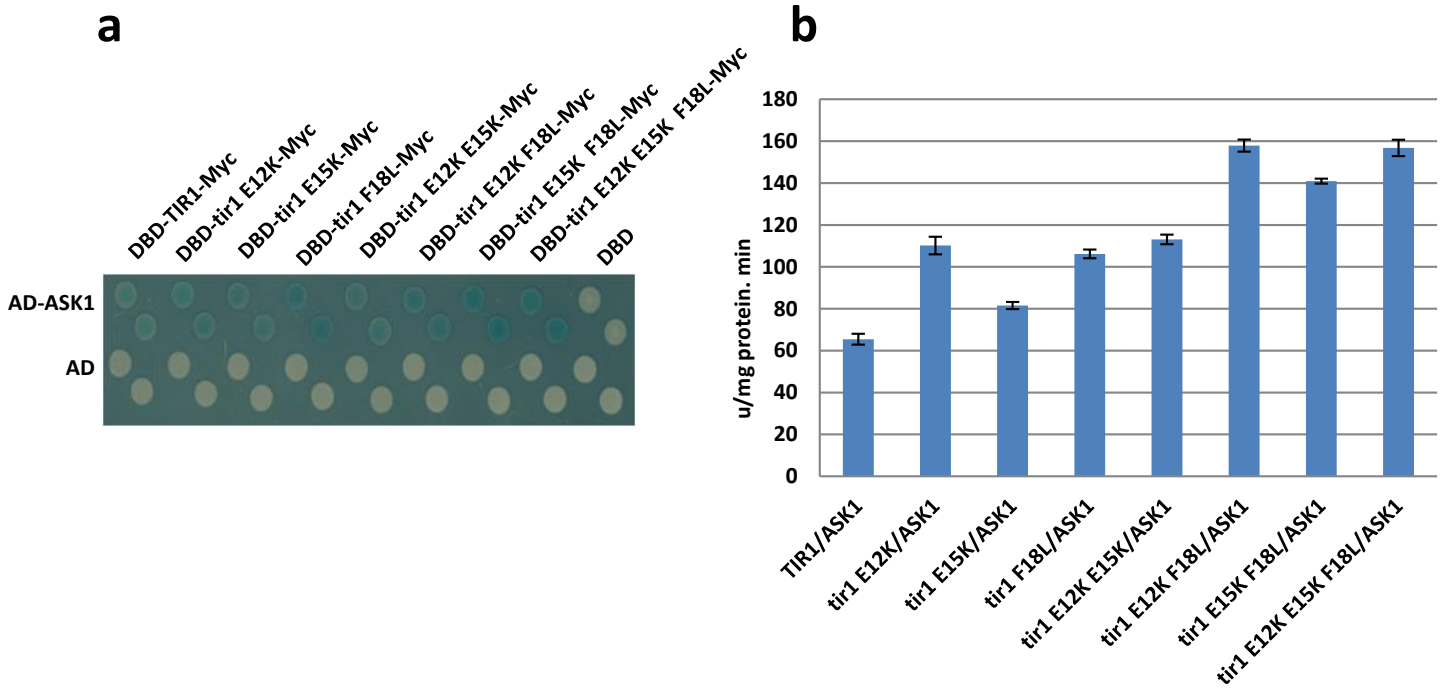 a
DBD-TIR1-Myc
DBD-tir1 E12K-Myc
DBD-tir1 E15K-Myc
DBD-tir1 F18L-Myc
DBD-tir1 E12K E15K-Myc
DBD-tir1 E12K F18L-Myc
DBD-tir1 E15K F18L-Myc
DBD-tir1 E12K E15K F18L-Myc
DBD
AD-ASK1
AD
b
u/mg protein. min
180
160
140
120
100
80
60
40
20
0
TIR1/ASK1
tir1 E12K/ASK1
tir1 E15K/ASK1
tir1 F18L/ASK1
tir1 E12K E15K/ASK1
tir1 E12K F18L/ASK1
tir1 E15K F18L/ASK1
tir1 E12K E15K F18L/ASK1